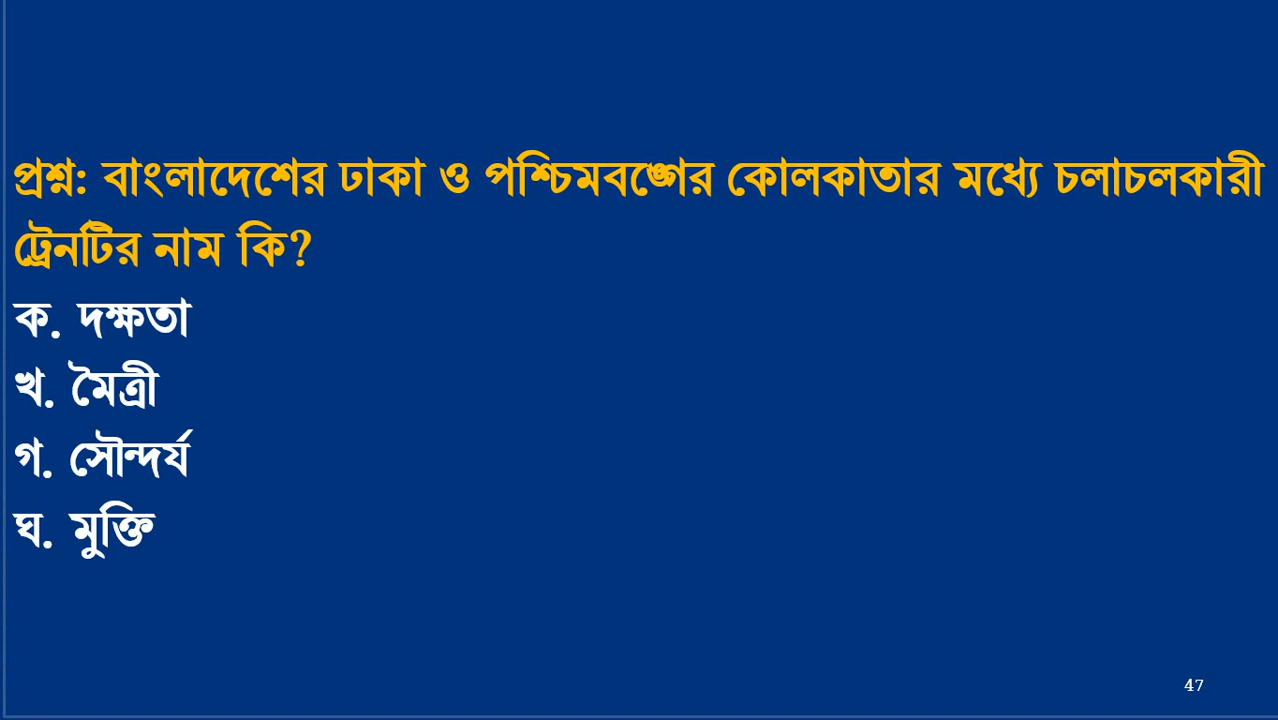 প্রশ্ন: বাংলাদেশের ঢাকা ও পশ্চিমবঙ্গের কোলকাতার মধ্যে চলাচলকারী
ট্রেনটির নাম কি?
ক. দক্ষতা
খ. মৈত্রী
গ. সৌন্দর্য
ঘ. মুক্তি
47